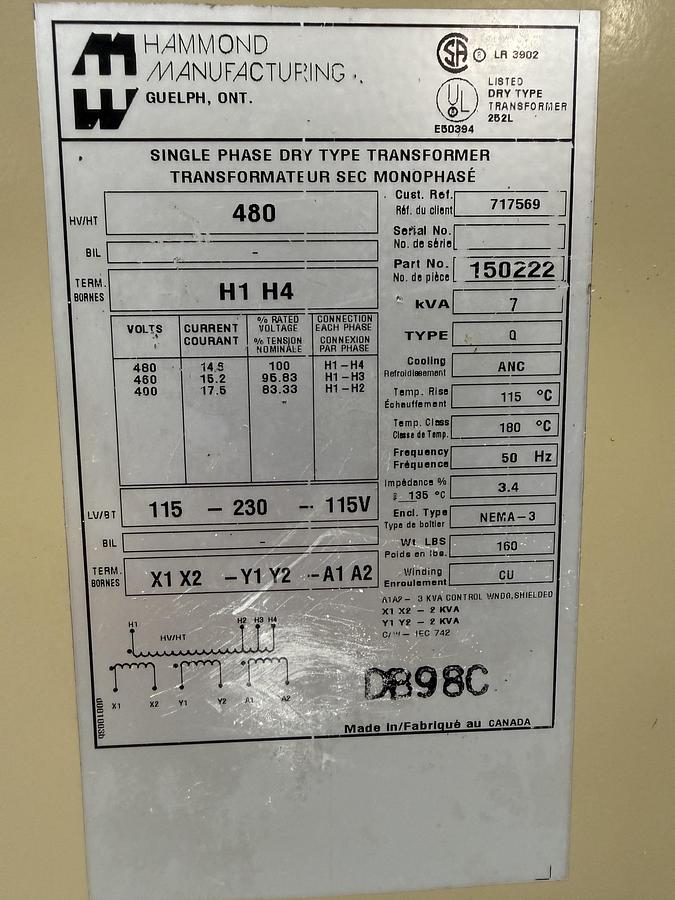 HAMMOND
MANUFACTURING
GUELPH, ONT.
SA
R
LR 3902
UL
LISTED
DRY TYPE
TRANSFORMER
252L
E50394
SINGLE PHASE DRY TYPE TRANSFORMER
TRANSFORMATEUR SEC MONOPHASÉ
HV/HT 480
BIL -
TERM. BORNES H1 H4
VOLTS CURRENT COURANT % RATED VOLTAGE % TENSION NOMINALE CONNECTION EACH PHASE CONNEXION PAR PHASE
480 14.5 100 H1-H4
460 15.2 95.83 H1-H3
400 17.5 83.33 H1-H2
LV/BT 115 - 230 - 115V
BIL -
TERM. BORNES X1 X2 -Y1 Y2 -A1 A2
Cust. Ref. Réf. du client 717569
Serial No. No. de série
Part No. No. de pièce 150222
kVA 7
TYPE Q
Cooling Refroidissement ANC
Temp. Rise Échauffement 115 °C
Temp. Class Classe de Temp. 180 °C
Frequency Fréquence 50 Hz
Impédance % 135 °C 3.4
Encl. Type Type de boîtier NEMA-3
Wt. LBS Poids en lbs. 160
Winding Enroulement CU
A1A2- 3 KVA CONTROL WNDG, SHIELDED
X1 X2 - 2 KVA
Y1 Y2 - 2 KVA
IEC 742
H1 HV/HT H2 H3 H4
X1 X2 Y1 Y2 A1 A2
DB98C
Made in/Fabriqué au CANADA